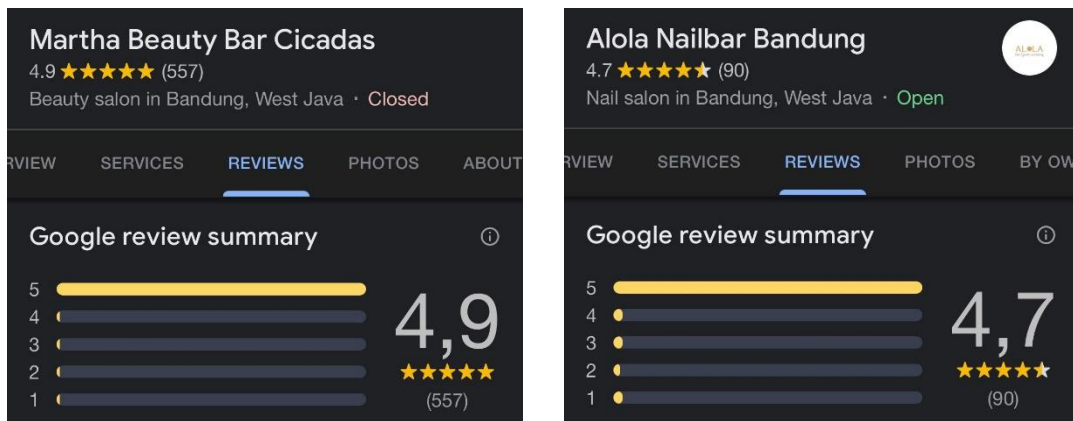 Martha Beauty Bar Cicadas
4.9 ★★★★★ (557)
Beauty salon in Bandung, West Java · Closed
RVIEW SERVICES REVIEWS PHOTOS ABOUT
Google review summary
5
4
3
2
1
4,9
★★★★★
(557)
Alola Nailbar Bandung
4.7 ★★★★★ (90)
ALOLA
Nail salon in Bandung, West Java · Open
RVIEW SERVICES REVIEWS PHOTOS BY OW
Google review summary
5
4
3
2
1
4,7
★★★★★
(90)